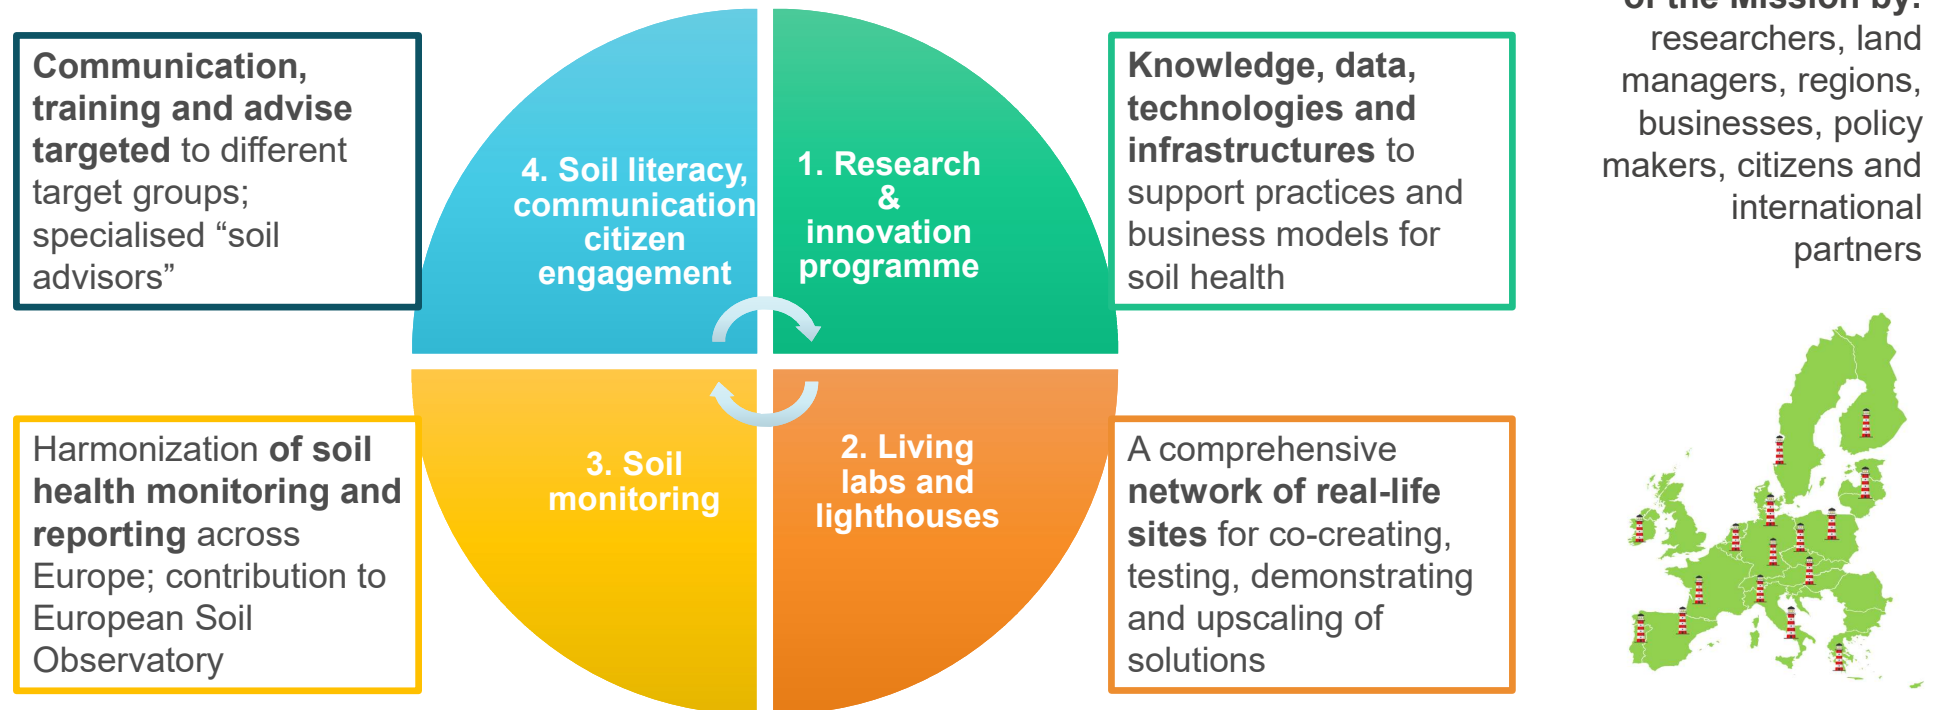 Communication,
training and advise
targeted to different
target groups;
specialised “soil
advisors”
4. Soil literacy,
communication
citizen
engagement
1. Research
&
innovation
programme
Knowledge, data,
technologies and
infrastructures to
support practices and
business models for
soil health
of the Mission by:
researchers, land
managers, regions,
businesses, policy
makers, citizens and
international
partners
Harmonization of soil
health monitoring and
reporting across
Europe; contribution to
European Soil
Observatory
3. Soil
monitoring
2. Living
labs and
lighthouses
A comprehensive
network of real-life
sites for co-creating,
testing, demonstrating
and upscaling of
solutions